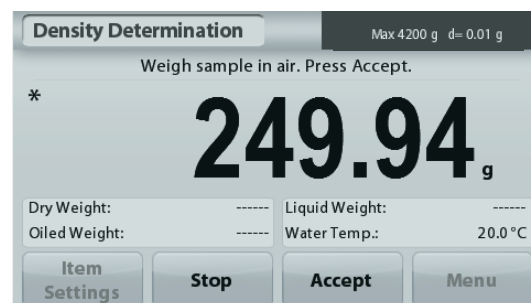 Density Determination
Max 4200 g d= 0.01 g
Weigh sample in air. Press Accept.
*
249.94 g
Dry Weight: ------ Liquid Weight: ------
Oiled Weight: ------ Water Temp.: 20.0 °C
Item Settings
Stop
Accept
Menu